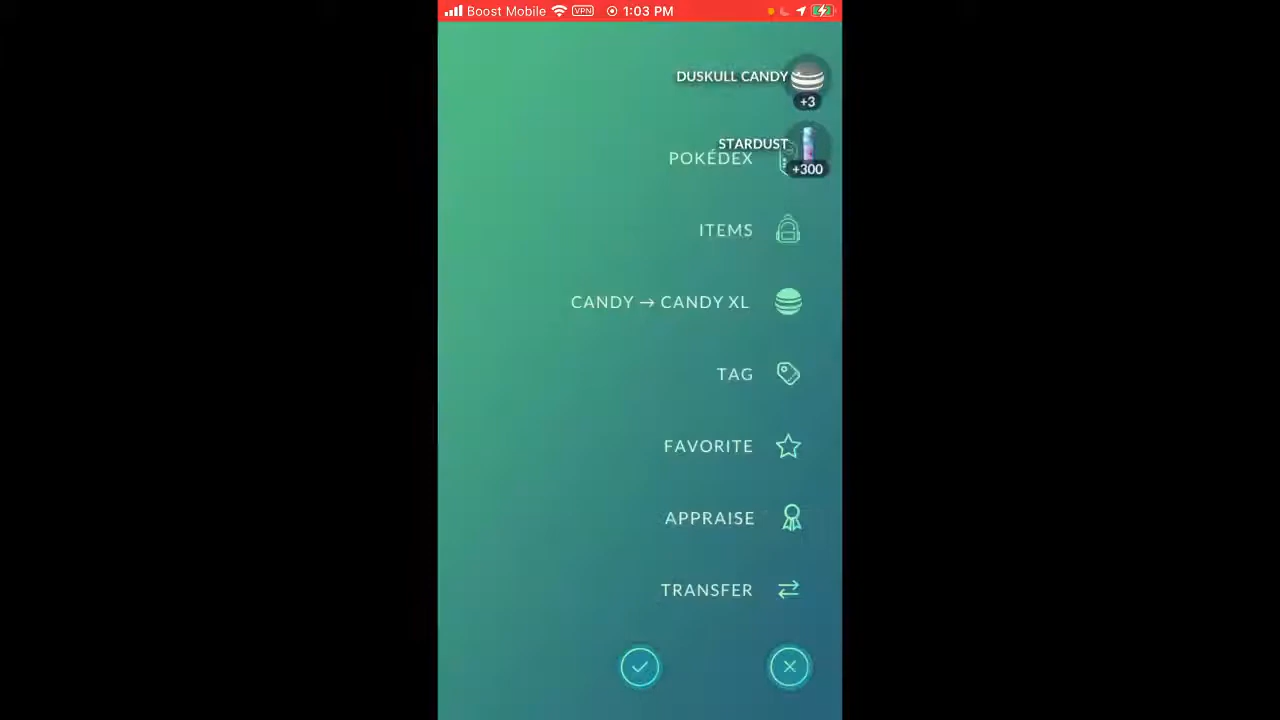 Boost Mobile VPN 1:03 PM
DUSKULL CANDY
+3
STARDUST
+300
POKÉDEX
ITEMS
CANDY → CANDY XL
TAG
FAVORITE
APPRAISE
TRANSFER